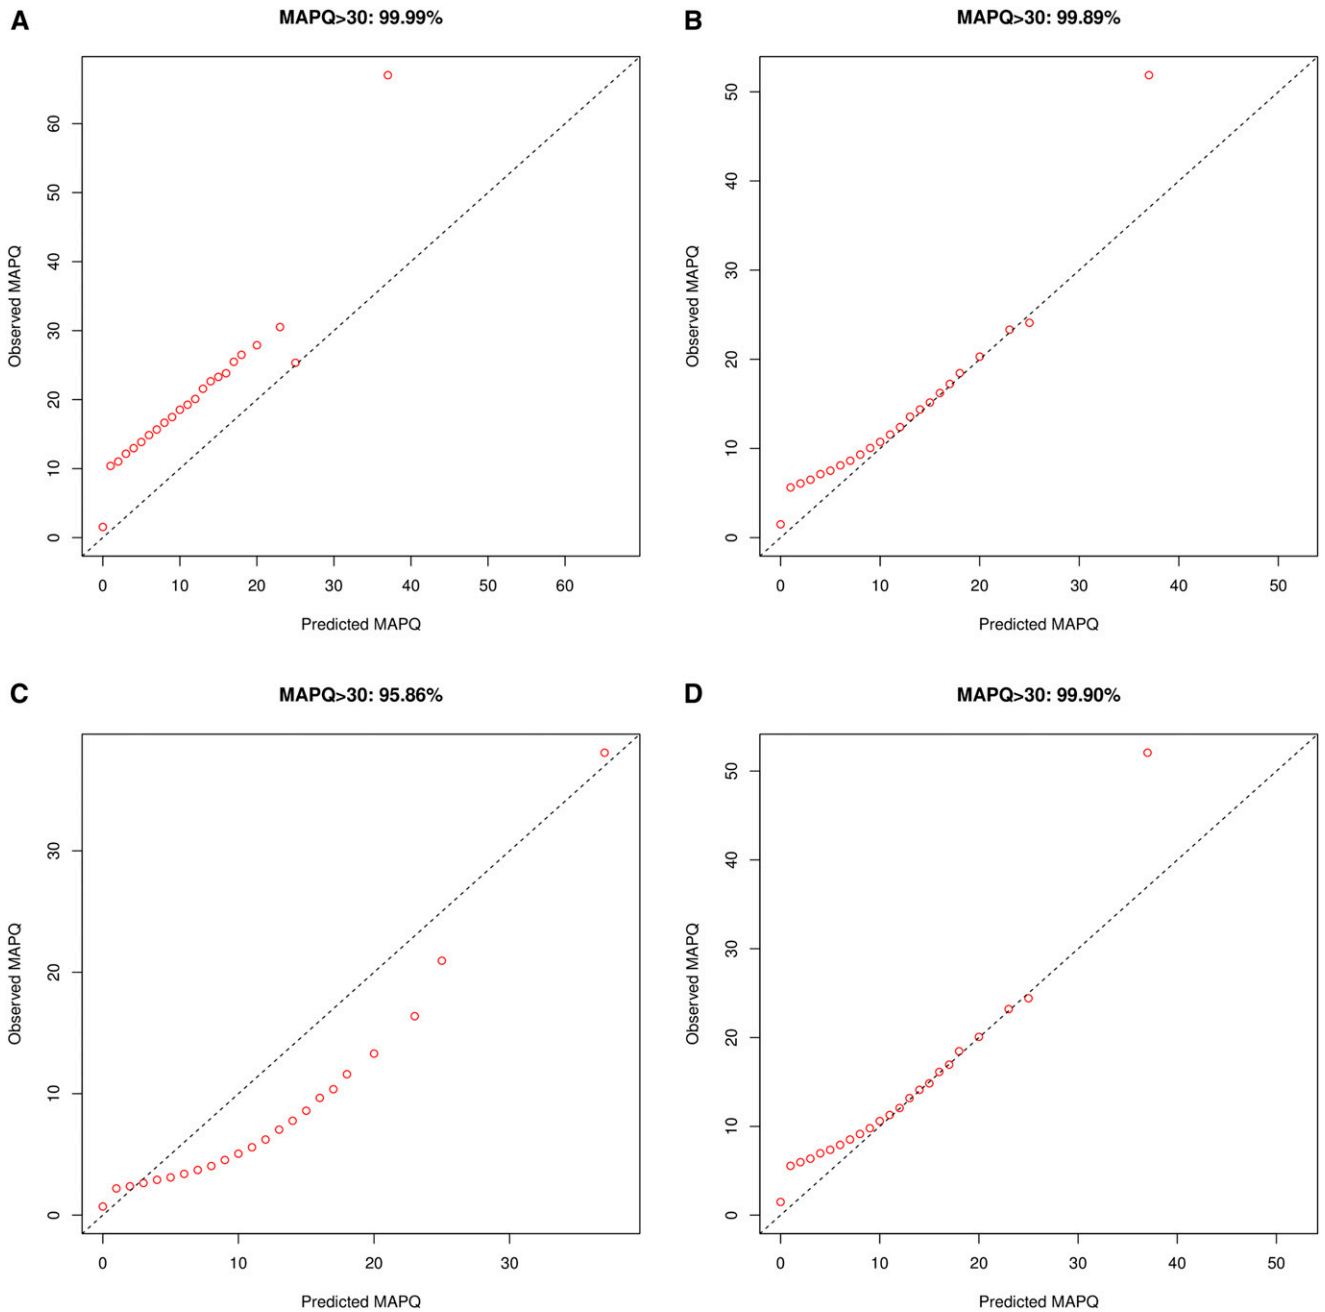 A
MAPQ>30: 99.99%
Observed MAPQ
60
50
40
30
20
10
0
0 10 20 30 40 50 60
Predicted MAPQ
B
MAPQ>30: 99.89%
Observed MAPQ
50
40
30
20
10
0
0 10 20 30 40 50
Predicted MAPQ
C
MAPQ>30: 95.86%
Observed MAPQ
30
20
10
0
0 10 20 30
Predicted MAPQ
D
MAPQ>30: 99.90%
Observed MAPQ
50
40
30
20
10
0
0 10 20 30 40 50
Predicted MAPQ